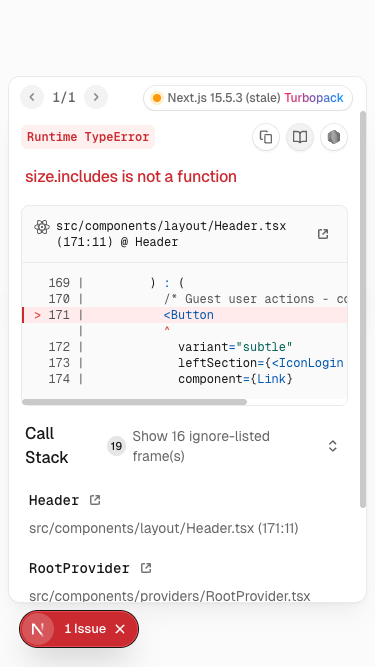 1/1
Next.js 15.5.3 (stale) Turbopack
Runtime TypeError
size.includes is not a function
src/components/layout/Header.tsx
(171:11) @ Header
169 | ) : (
170 | /* Guest user actions - co
> 171 | <Button
| ^
172 | variant="subtle"
173 | leftSection={<IconLogin
174 | component={Link}
Call
Stack
19
Show 16 ignore-listed
frame(s)
Header
src/components/layout/Header.tsx (171:11)
RootProvider
src/components/providers/RootProvider.tsx
N 1 Issue